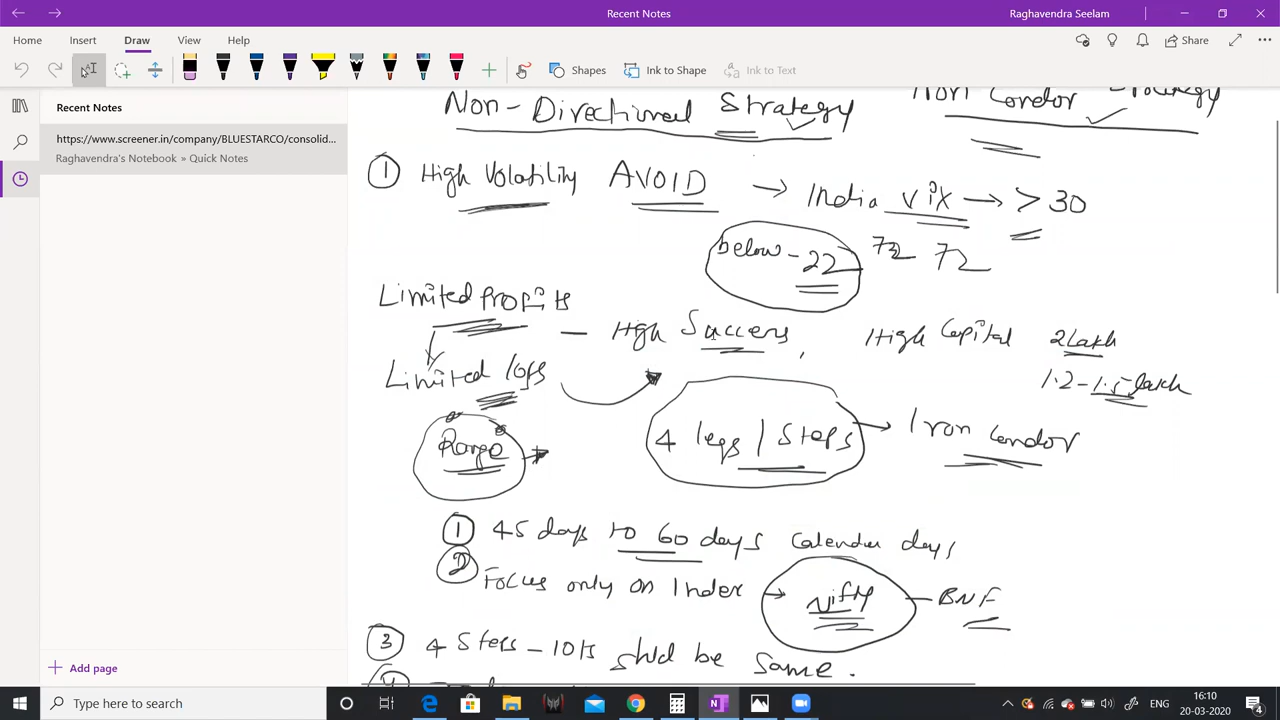 Recent Notes
Raghavendra Seelam
Home Insert Draw View Help
Share
Shapes Ink to Shape Ink to Text
Recent Notes
https://www.screener.in/company/BLUESTARCO/consolid...
Raghavendra's Notebook » Quick Notes
Add page
Non-Directional Strategy
Condor
① High Volatility AVOID → India vix → > 30
below - 22 72 72
Limited Profits
— High Success, High Capital 2 Lakh
Limited loss
1.2 - 1.5 lakh
4 legs / Steps → Iron Condor
Range
① 45 days to 60 days Calender days
② Focus only on Index → Nifty - BNF
③ 4 Steps - lots shld be Same.
④
Type here to search
16:10
20-03-2020